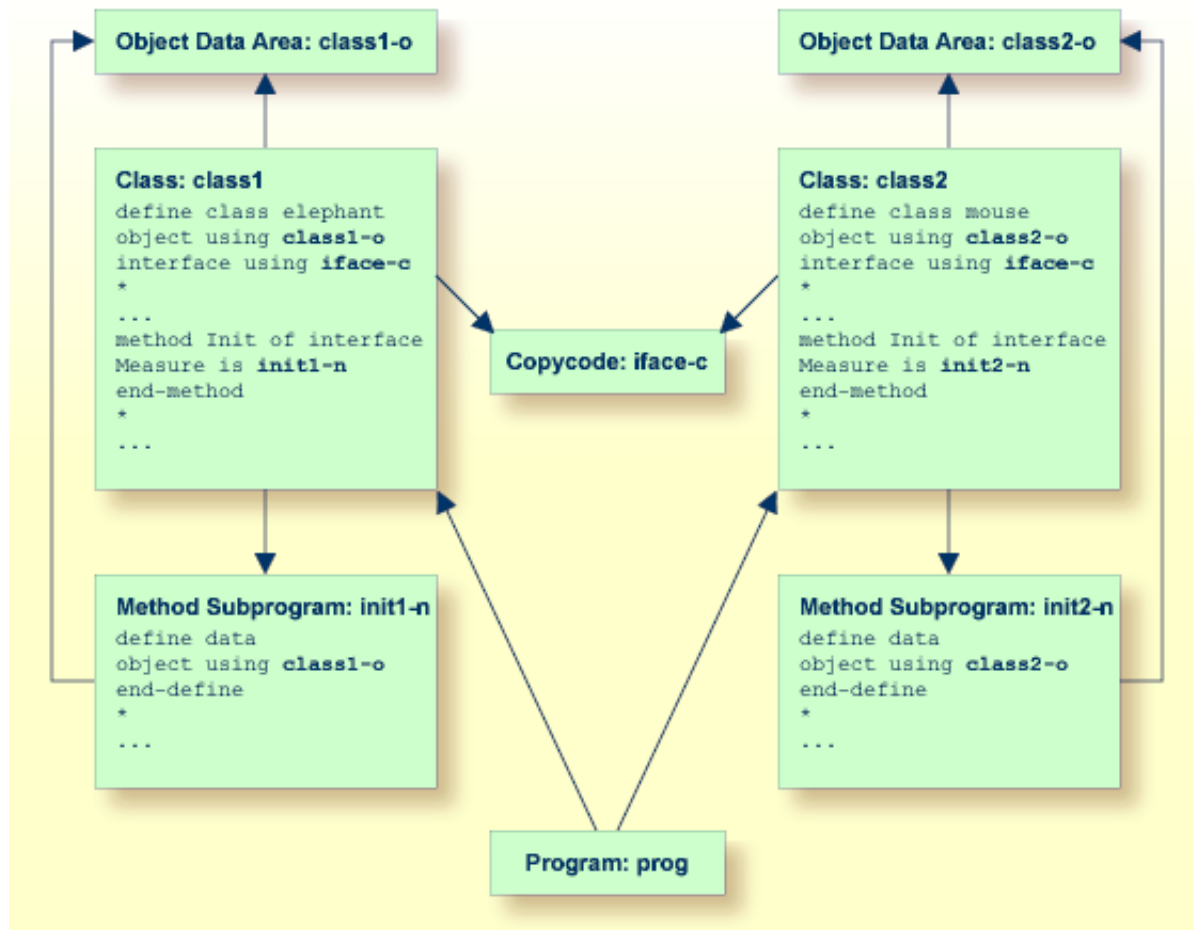 Object Data Area: class1-o
Object Data Area: class2-o
Class: class1
define class elephant
object using class1-o
interface using iface-c
*
...
method Init of interface
Measure is init1-n
end-method
*
...
Class: class2
define class mouse
object using class2-o
interface using iface-c
*
...
method Init of interface
Measure is init2-n
end-method
*
...
Copycode: iface-c
Method Subprogram: init1-n
define data
object using class1-o
end-define
*
...
Method Subprogram: init2-n
define data
object using class2-o
end-define
*
...
Program: prog